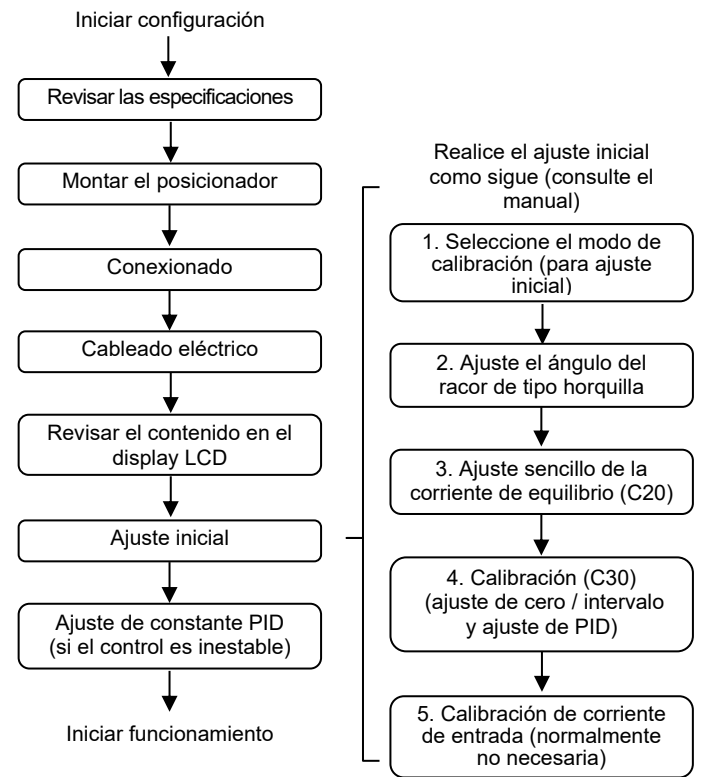 Iniciar configuración
Revisar las especificaciones
Montar el posicionador
Conexionado
Cableado eléctrico
Revisar el contenido en el
display LCD
Ajuste inicial
Ajuste de constante PID
(si el control es inestable)
Iniciar funcionamiento
Realice el ajuste inicial
como sigue (consulte el
manual)
1. Seleccione el modo de
calibración (para ajuste
inicial)
2. Ajuste el ángulo del
racor de tipo horquilla
3. Ajuste sencillo de la
corriente de equilibrio (C20)
4. Calibración (C30)
(ajuste de cero / intervalo
y ajuste de PID)
5. Calibración de corriente
de entrada (normalmente
no necesaria)